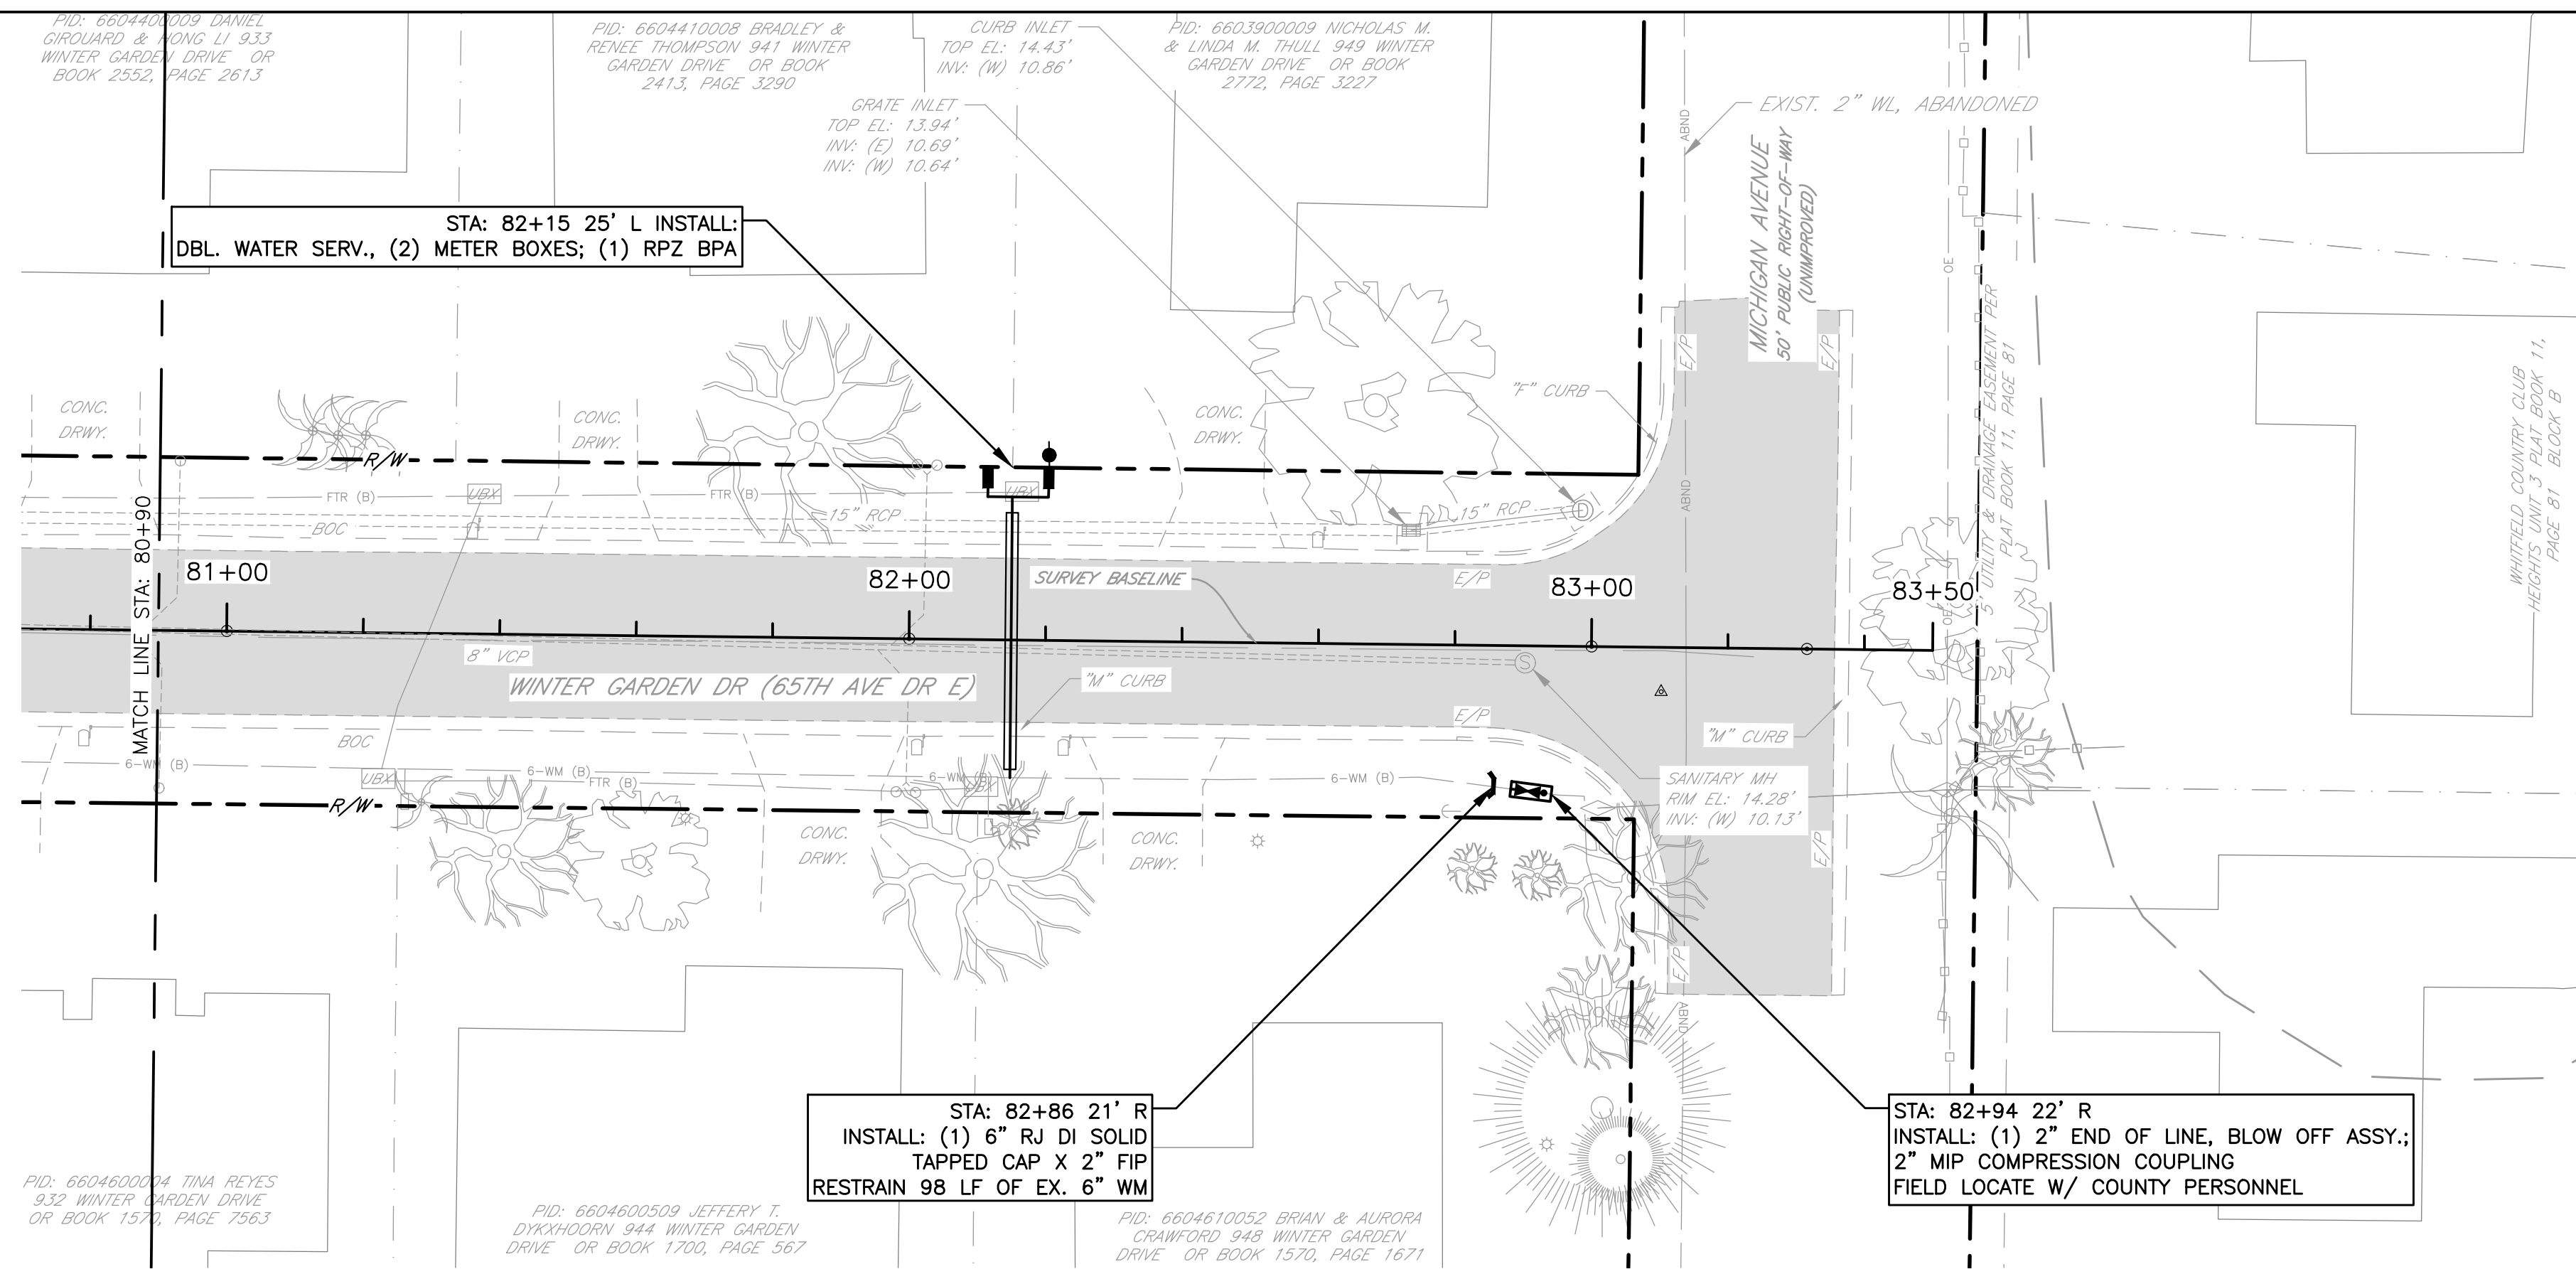 PID: 6604400009 DANIEL
GIROUARD & HONG LI 933
WINTER GARDEN DRIVE OR
BOOK 2552, PAGE 2613
PID: 6604410008 BRADLEY &
RENEE THOMPSON 941 WINTER
GARDEN DRIVE OR BOOK
2413, PAGE 3290
CURB INLET
TOP EL: 14.43'
INV: (W) 10.86'
PID: 6603900009 NICHOLAS M.
& LINDA M. THULL 949 WINTER
GARDEN DRIVE OR BOOK
2772, PAGE 3227
GRATE INLET
TOP EL: 13.94'
INV: (E) 10.69'
INV: (W) 10.64'
EXIST. 2" WL, ABANDONED
ABND
MICHIGAN AVENUE
50' PUBLIC RIGHT-OF-WAY
(UNIMPROVED)
STA: 82+15 25' L INSTALL:
DBL. WATER SERV., (2) METER BOXES; (1) RPZ BPA
OE
5' UTILITY & DRAINAGE EASEMENT PER
PLAT BOOK 11, PAGE 81
WHITFIELD COUNTRY CLUB
HEIGHTS UNIT 3 PLAT BOOK 11,
PAGE 81 BLOCK B
E/P
E/P
"F" CURB
CONC.
DRWY.
CONC.
DRWY.
CONC.
DRWY.
R/W
FTR (B)
UBX
FTR (B)
UBX
15" RCP
15" RCP
D
ABND
BOC
MATCH LINE STA: 80+90
81+00
82+00
SURVEY BASELINE
E/P
83+00
83+50
OE
8" VCP
S
WINTER GARDEN DR (65TH AVE DR E)
"M" CURB
E/P
"M" CURB
BOC
6-WM (B)
UBX
6-WM (B)
FTR (B)
6-WM (B)
UBX
6-WM (B)
SANITARY MH
RIM EL: 14.28'
INV: (W) 10.13'
R/W
CONC.
DRWY.
CONC.
DRWY.
E/P
E/P
ABND
STA: 82+86 21' R
INSTALL: (1) 6" RJ DI SOLID
TAPPED CAP X 2" FIP
RESTRAIN 98 LF OF EX. 6" WM
STA: 82+94 22' R
INSTALL: (1) 2" END OF LINE, BLOW OFF ASSY.;
2" MIP COMPRESSION COUPLING
FIELD LOCATE W/ COUNTY PERSONNEL
PID: 6604600004 TINA REYES
932 WINTER GARDEN DRIVE
OR BOOK 1570, PAGE 7563
PID: 6604600509 JEFFERY T.
DYKXHOORN 944 WINTER GARDEN
DRIVE OR BOOK 1700, PAGE 567
PID: 6604610052 BRIAN & AURORA
CRAWFORD 948 WINTER GARDEN
DRIVE OR BOOK 1570, PAGE 1671